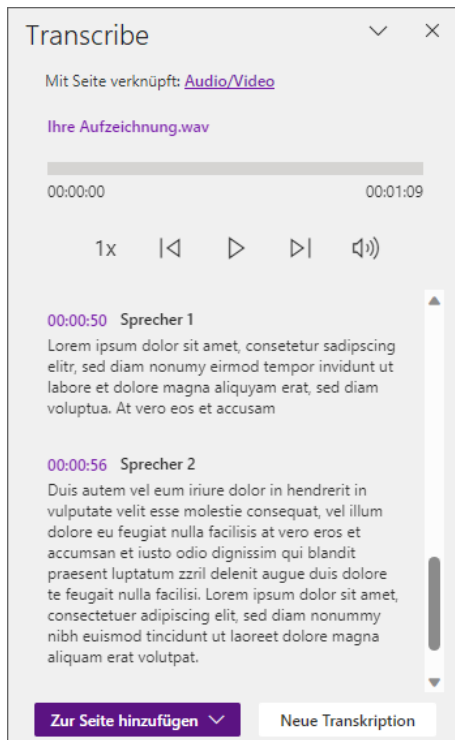 Transcribe
Mit Seite verknüpft: Audio/Video
Ihre Aufzeichnung.wav
00:00:00 00:01:09
1x
00:00:50 Sprecher 1
Lorem ipsum dolor sit amet, consetetur sadipscing
elitr, sed diam nonumy eirmod tempor invidunt ut
labore et dolore magna aliquyam erat, sed diam
voluptua. At vero eos et accusam
00:00:56 Sprecher 2
Duis autem vel eum iriure dolor in hendrerit in
vulputate velit esse molestie consequat, vel illum
dolore eu feugiat nulla facilisis at vero eros et
accumsan et iusto odio dignissim qui blandit
praesent luptatum zzril delenit augue duis dolore
te feugait nulla facilisi. Lorem ipsum dolor sit amet,
consectetuer adipiscing elit, sed diam nonummy
nibh euismod tincidunt ut laoreet dolore magna
aliquam erat volutpat.
Zur Seite hinzufügen Neue Transkription